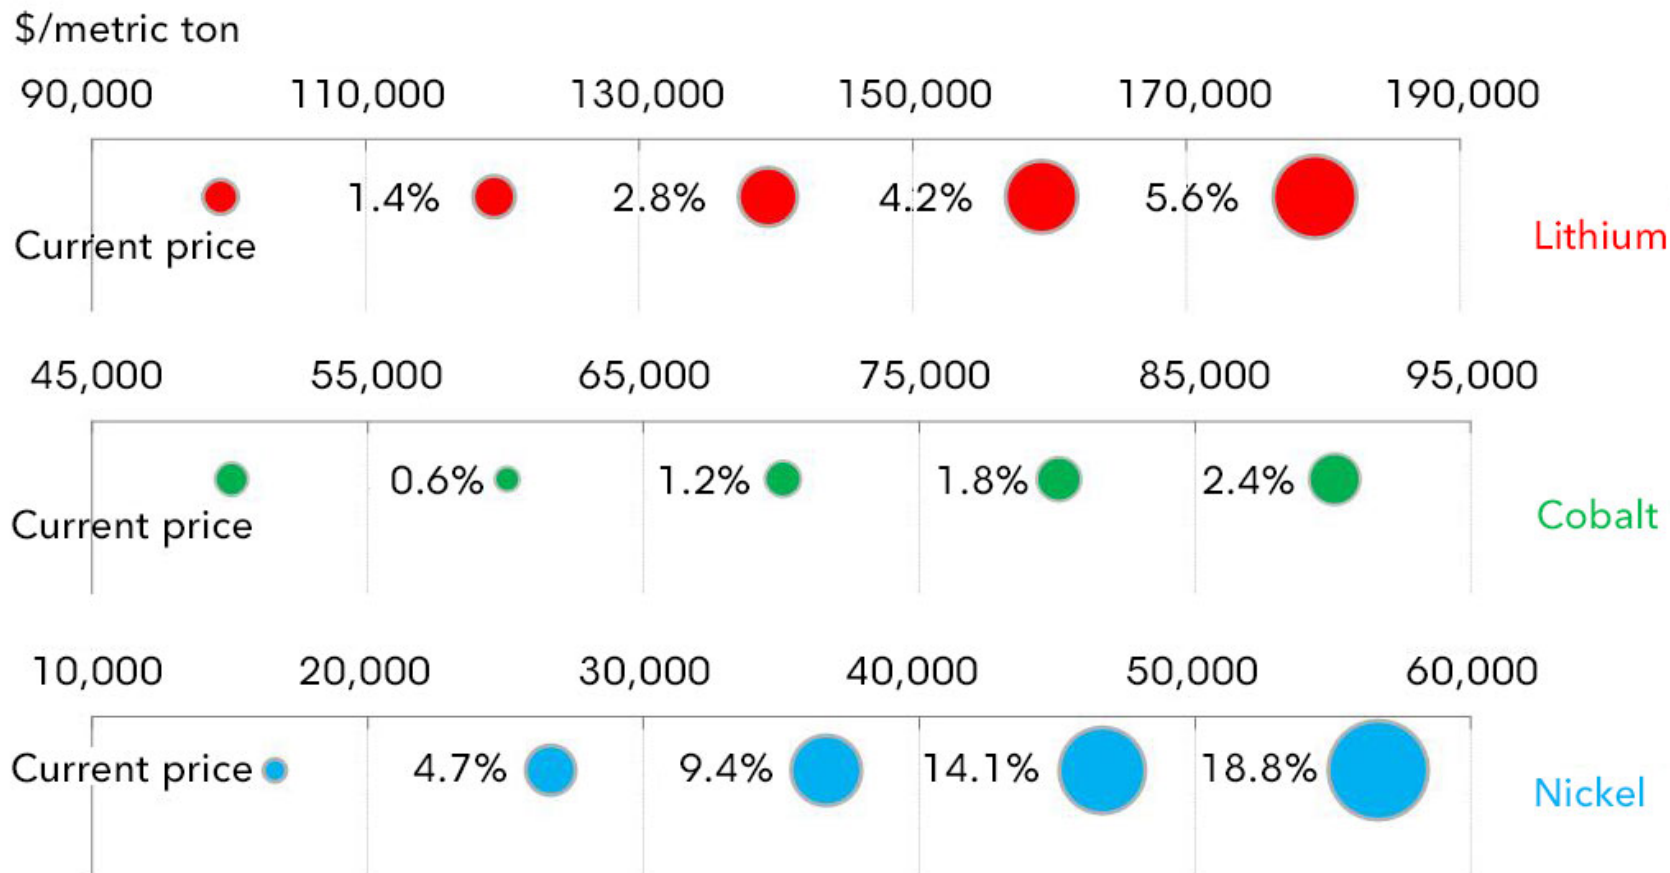 $/metric ton
90,000 110,000 130,000 150,000 170,000 190,000
1.4% 2.8% 4.2% 5.6%
Current price
Lithium
45,000 55,000 65,000 75,000 85,000 95,000
0.6% 1.2% 1.8% 2.4%
Current price
Cobalt
10,000 20,000 30,000 40,000 50,000 60,000
Current price 4.7% 9.4% 14.1% 18.8%
Nickel